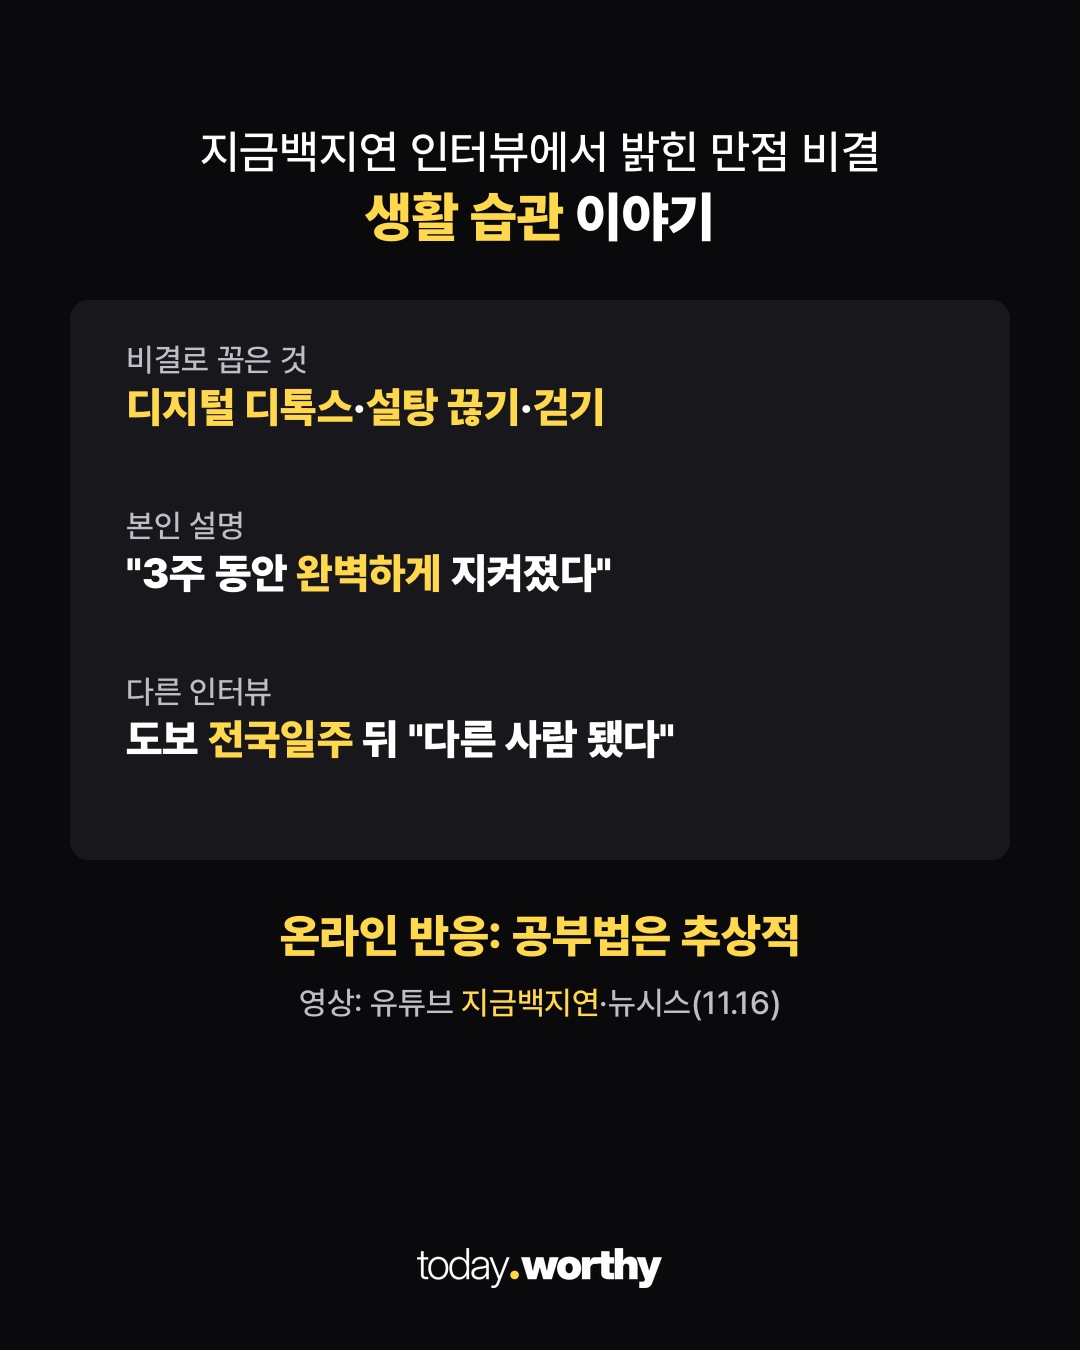 지금백지연 인터뷰에서 밝힌 만점 비결
생활 습관 이야기
비결로 꼽은 것
디지털 디톡스·설탕 끊기·걷기
본인 설명
"3주 동안 완벽하게 지켜졌다"
다른 인터뷰
도보 전국일주 뒤 "다른 사람 됐다"
온라인 반응: 공부법은 추상적
영상: 유튜브 지금백지연·뉴시스(11.16)
today.worthy